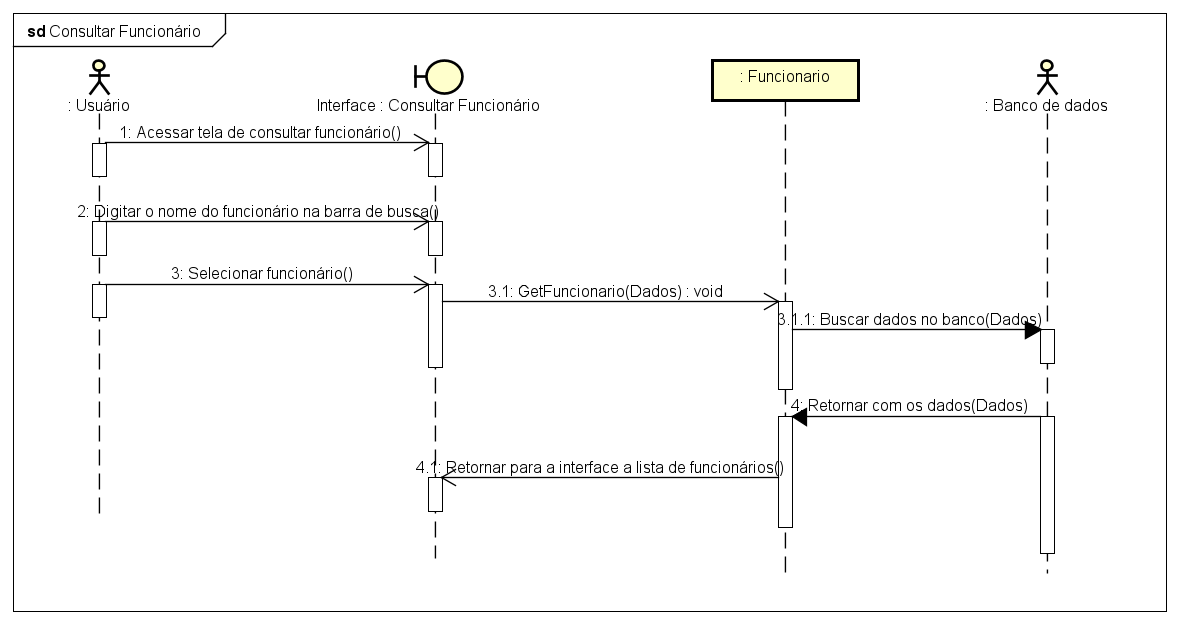 sd Consultar Funcionário
: Usuário
Interface : Consultar Funcionário
: Funcionario
: Banco de dados
1: Acessar tela de consultar funcionário()
2: Digitar o nome do funcionário na barra de busca()
3: Selecionar funcionário()
3.1: GetFuncionario(Dados) : void
3.1.1: Buscar dados no banco(Dados)
4: Retornar com os dados(Dados)
4.1: Retornar para a interface a lista de funcionários()